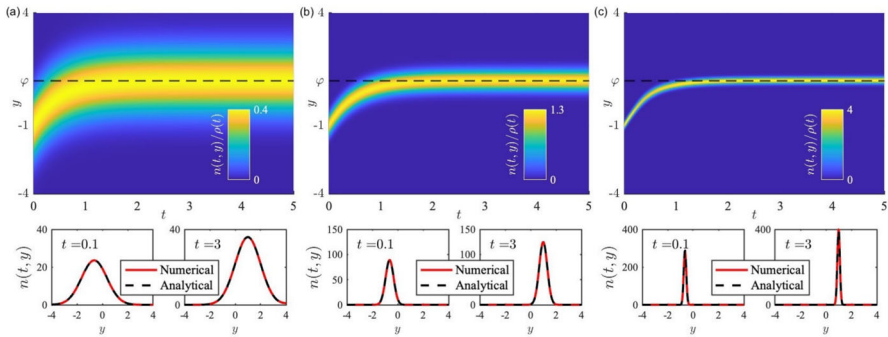 (a)
4
φ
y
-1
-4
0.4
n(t,y)/ρ(t)
0
0 1 2 3 4 5
t
40
20
0
n(t,y)
t=0.1
-4 -2 0 2 4
y
40
20
0
t=3
-4 -2 0 2 4
y
Numerical
Analytical
(b)
4
φ
y
-1
-4
1.3
n(t,y)/ρ(t)
0
0 1 2 3 4 5
t
150
100
50
0
n(t,y)
t=0.1
-4 -2 0 2 4
y
150
100
50
0
t=3
-4 -2 0 2 4
y
Numerical
Analytical
(c)
4
φ
y
-1
-4
4
n(t,y)/ρ(t)
0
0 1 2 3 4 5
t
400
200
0
n(t,y)
t=0.1
-4 -2 0 2 4
y
400
0
t=3
-4 -2 0 2 4
y
Numerical
Analytical